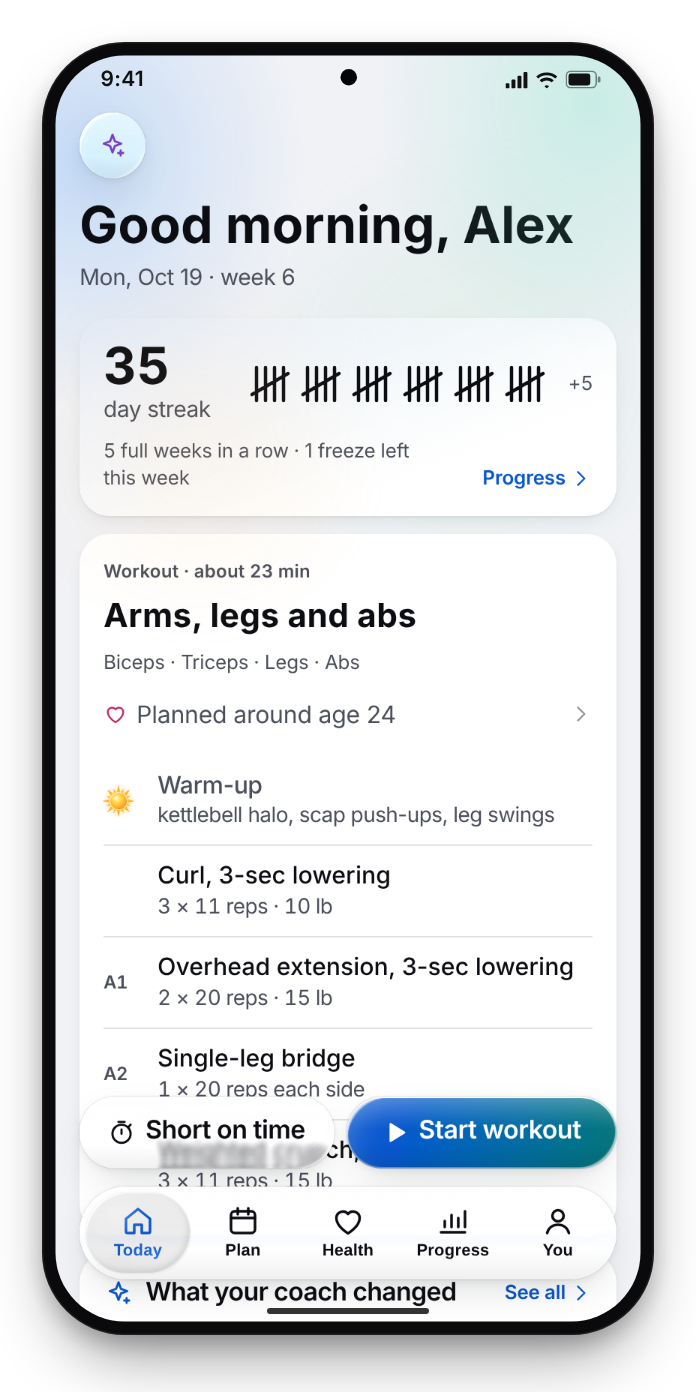 9:41
Good morning, Alex
Mon, Oct 19 · week 6
35
day streak
+5
5 full weeks in a row · 1 freeze left
this week
Progress
Workout · about 23 min
Arms, legs and abs
Biceps · Triceps · Legs · Abs
Planned around age 24
Warm-up
kettlebell halo, scap push-ups, leg swings
Curl, 3-sec lowering
3 × 11 reps · 10 lb
A1
Overhead extension, 3-sec lowering
2 × 20 reps · 15 lb
A2
Single-leg bridge
1 × 20 reps each side
Short on time
Start workout
3 × 11 reps · 15 lb
Today
Plan
Health
Progress
You
What your coach changed
See all